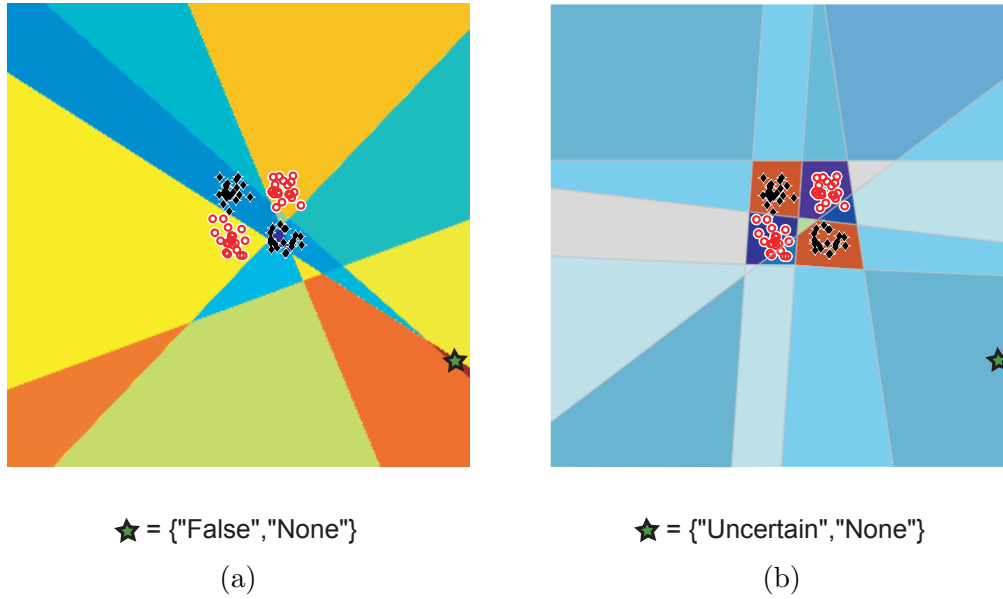 = {"False","None"}
= {"Uncertain","None"}
(a)
(b)